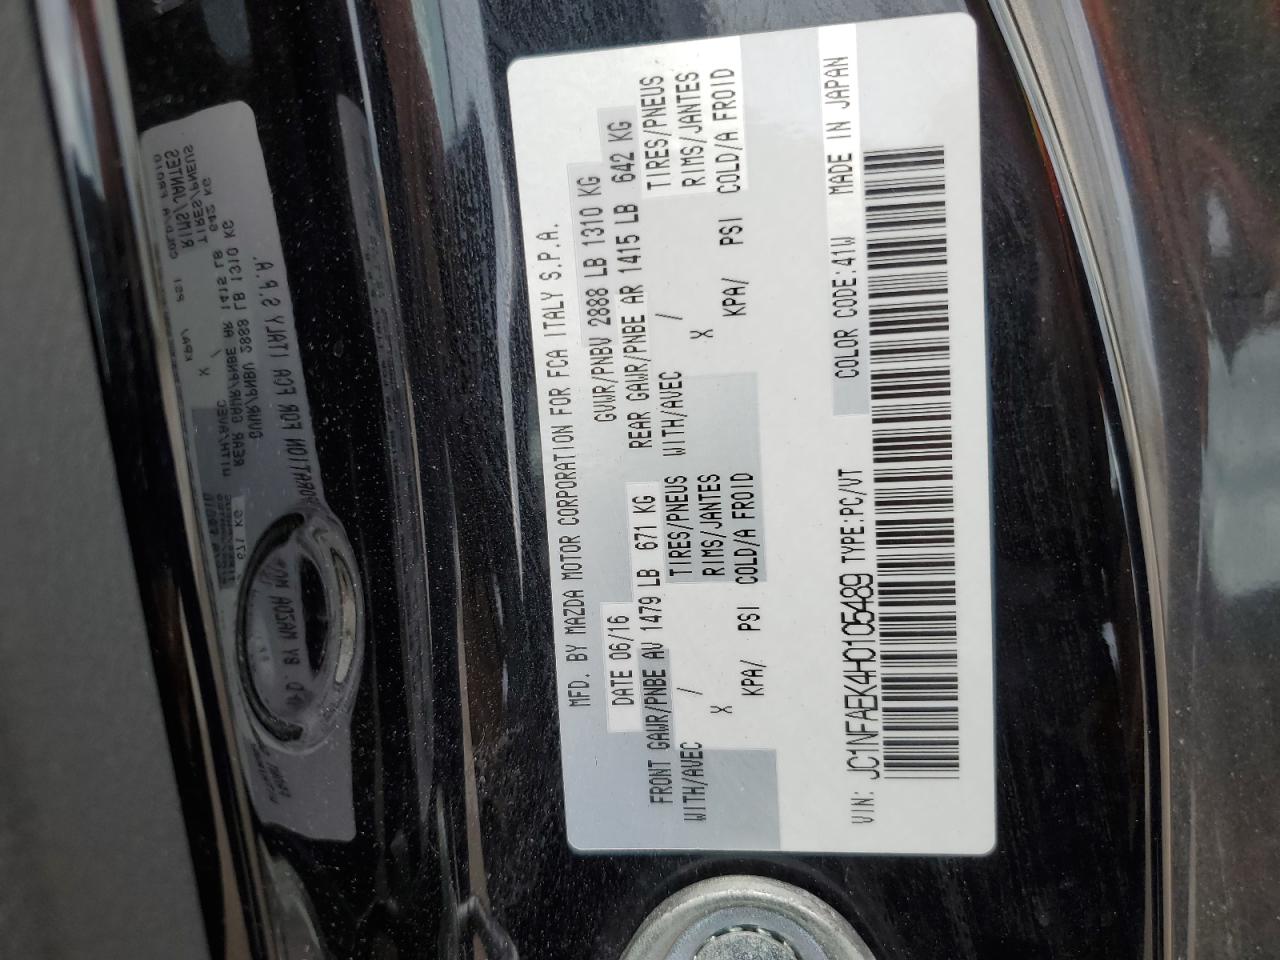 MFD. BY MAZDA MOTOR CORPORATION FOR FCA ITALY S.P.A.
DATE 06/16 GVWR/PNBV 2888 LB 1310 KG
FRONT GAWR/PNBE AV 1479 LB 671 KG REAR GAWR/PNBE AR 1415 LB 642 KG
WITH/AVEC / TIRES/PNEUS WITH/AVEC / TIRES/PNEUS
X RIMS/JANTES X RIMS/JANTES
KPA/ PSI COLD/A FROID KPA/ PSI COLD/A FROID
COLOR CODE:41W MADE IN JAPAN
VIN: JC1NFAEK4H0105489 TYPE:PC/VT